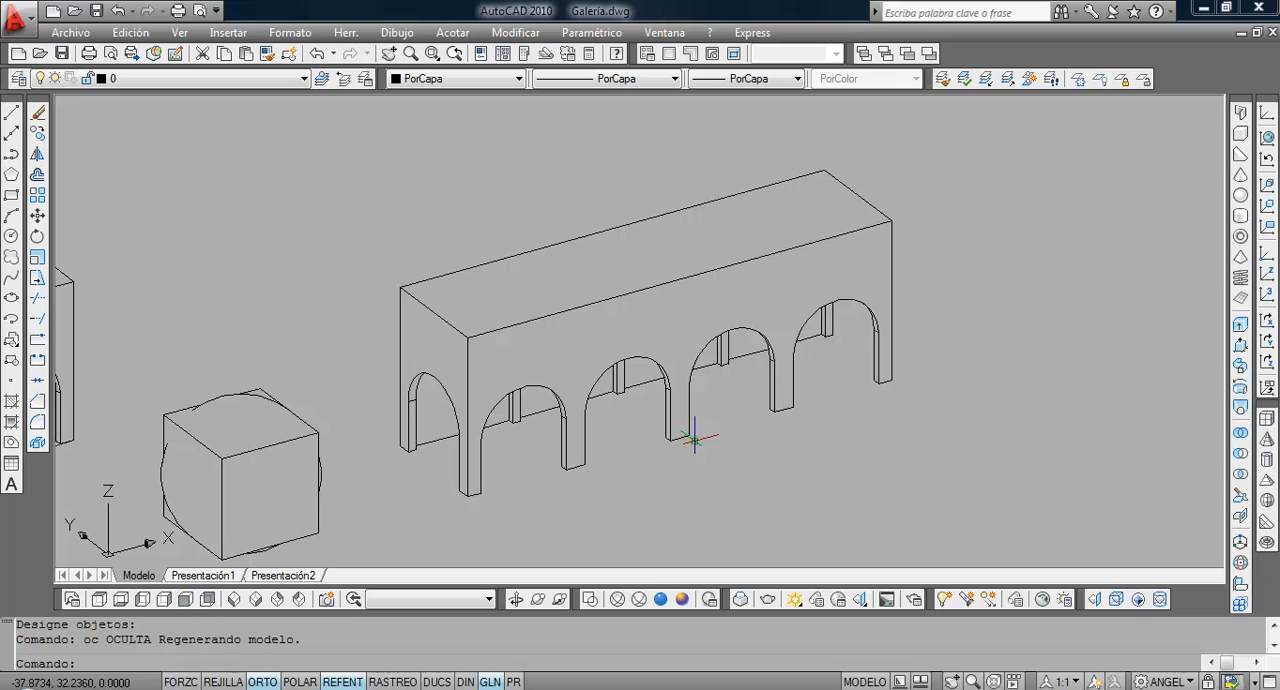 AutoCAD 2010 Galeria.dwg
Escriba palabra clave o frase
Archivo Edición Ver Insertar Formato Herr. Dibujo Acotar Modificar Paramétrico Ventana ? Express
0 PorCapa PorCapa PorCapa PorColor
Z
Y
X
Modelo Presentación1 Presentación2
Designe objetos:
Comando: oc OCULTA Regenerando modelo.
Comando:
-37.8734, 32.2360, 0.0000 FORZC REJILLA ORTO POLAR REFENT RASTREO DUCS DIN GLN PR MODELO 1:1 ANGEL